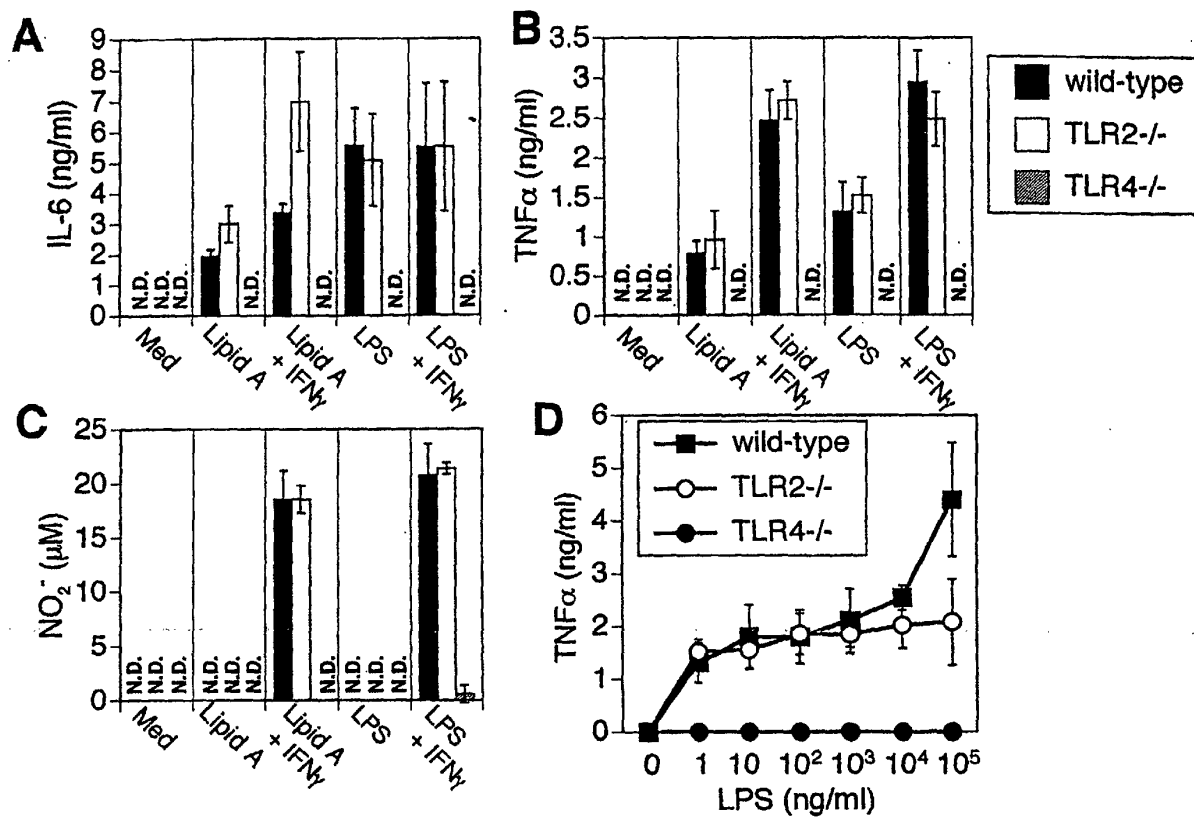 A
IL-6 (ng/ml)
9
8
7
6
5
4
3
2
1
0
N.D.
N.D.
N.D.
N.D.
N.D.
N.D.
N.D.
Med
Lipid A
Lipid A
+ IFNγ
LPS
LPS
+ IFNγ
B
TNFα (ng/ml)
3.5
3
2.5
2
1.5
1
0.5
0
N.D.
N.D.
N.D.
N.D.
N.D.
N.D.
N.D.
Med
Lipid A
Lipid A
+ IFNγ
LPS
LPS
+ IFNγ
wild-type
TLR2-/-
TLR4-/-
C
NO₂⁻ (μM)
25
20
15
10
5
0
N.D.
N.D.
N.D.
N.D.
N.D.
N.D.
N.D.
N.D.
N.D.
N.D.
Med
Lipid A
Lipid A
+ IFNγ
LPS
LPS
+ IFNγ
D
TNFα (ng/ml)
6
5
4
3
2
1
0
wild-type
TLR2-/-
TLR4-/-
0 1 10 10² 10³ 10⁴ 10⁵
LPS (ng/ml)